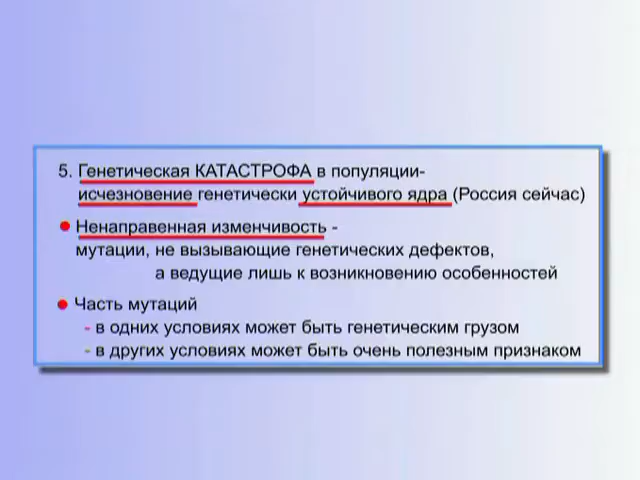 5. Генетическая КАТАСТРОФА в популяции-
исчезновение генетически устойчивого ядра (Россия сейчас)
Ненаправенная изменчивость -
мутации, не вызывающие генетических дефектов,
а ведущие лишь к возникновению особенностей
Часть мутаций
- в одних условиях может быть генетическим грузом
- в других условиях может быть очень полезным признаком